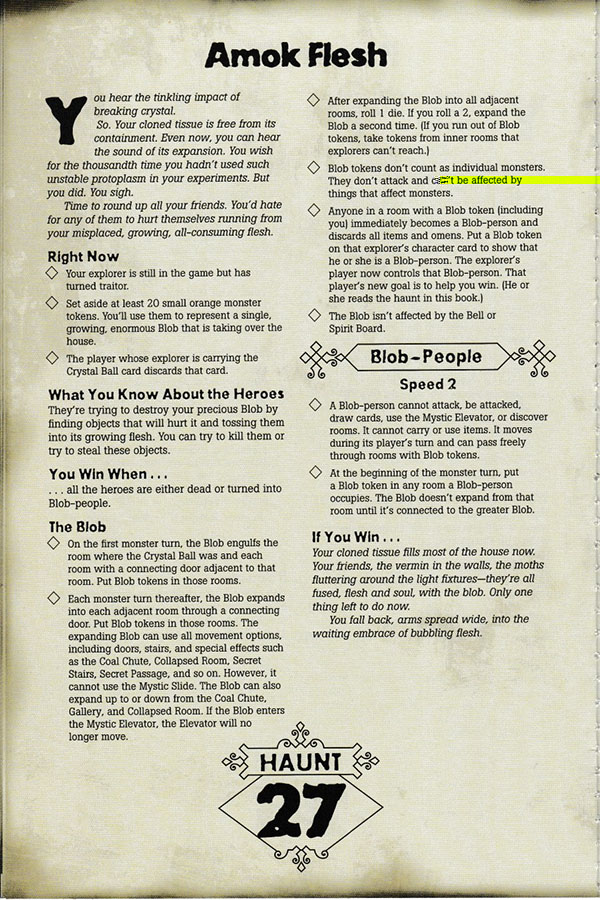 Amok Flesh
You hear the tinkling impact of
breaking crystal.
So. Your cloned tissue is free from its
containment. Even now, you can hear
the sound of its expansion. You wish
for the thousandth time you hadn't used such
unstable protoplasm in your experiments. But
you did. You sigh.
Time to round up all your friends. You'd hate
for any of them to hurt themselves running from
your misplaced, growing, all-consuming flesh.
Right Now
Your explorer is still in the game but has
turned traitor.
Set aside at least 20 small orange monster
tokens. You'll use them to represent a single,
growing, enormous Blob that is taking over the
house.
The player whose explorer is carrying the
Crystal Ball card discards that card.
What You Know About the Heroes
They're trying to destroy your precious Blob by
finding objects that will hurt it and tossing them
into its growing flesh. You can try to kill them or
try to steal these objects.
You Win When . . .
. . . all the heroes are either dead or turned into
Blob-people.
The Blob
On the first monster turn, the Blob engulfs the
room where the Crystal Ball was and each
room with a connecting door adjacent to that
room. Put Blob tokens in those rooms.
Each monster turn thereafter, the Blob expands
into each adjacent room through a connecting
door. Put Blob tokens in those rooms. The
expanding Blob can use all movement options,
including doors, stairs, and special effects such
as the Coal Chute, Collapsed Room, Secret
Stairs, Secret Passage, and so on. However, it
cannot use the Mystic Slide. The Blob can also
expand up to or down from the Coal Chute,
Gallery, and Collapsed Room. If the Blob enters
the Mystic Elevator, the Elevator will no
longer move.
After expanding the Blob into all adjacent
rooms, roll 1 die. If you roll a 2, expand the
Blob a second time. (If you run out of Blob
tokens, take tokens from inner rooms that
explorers can't reach.)
Blob tokens don't count as individual monsters.
They don't attack and can't be affected by
things that affect monsters.
Anyone in a room with a Blob token (including
you) immediately becomes a Blob-person and
discards all items and omens. Put a Blob token
on that explorer's character card to show that
he or she is a Blob-person. The explorer's
player now controls that Blob-person. That
player's new goal is to help you win. (He or
she reads the haunt in this book.)
The Blob isn't affected by the Bell or
Spirit Board.
Blob-People
Speed 2
A Blob-person cannot attack, be attacked,
draw cards, use the Mystic Elevator, or discover
rooms. It cannot carry or use items. It moves
during its player's turn and can pass freely
through rooms with Blob tokens.
At the beginning of the monster turn, put
a Blob token in any room a Blob-person
occupies. The Blob doesn't expand from that
room until it's connected to the greater Blob.
If You Win . . .
Your cloned tissue fills most of the house now.
Your friends, the vermin in the walls, the moths
fluttering around the light fixtures—they're all
fused, flesh and soul, with the blob. Only one
thing left to do now.
You fall back, arms spread wide, into the
waiting embrace of bubbling flesh.
HAUNT
27